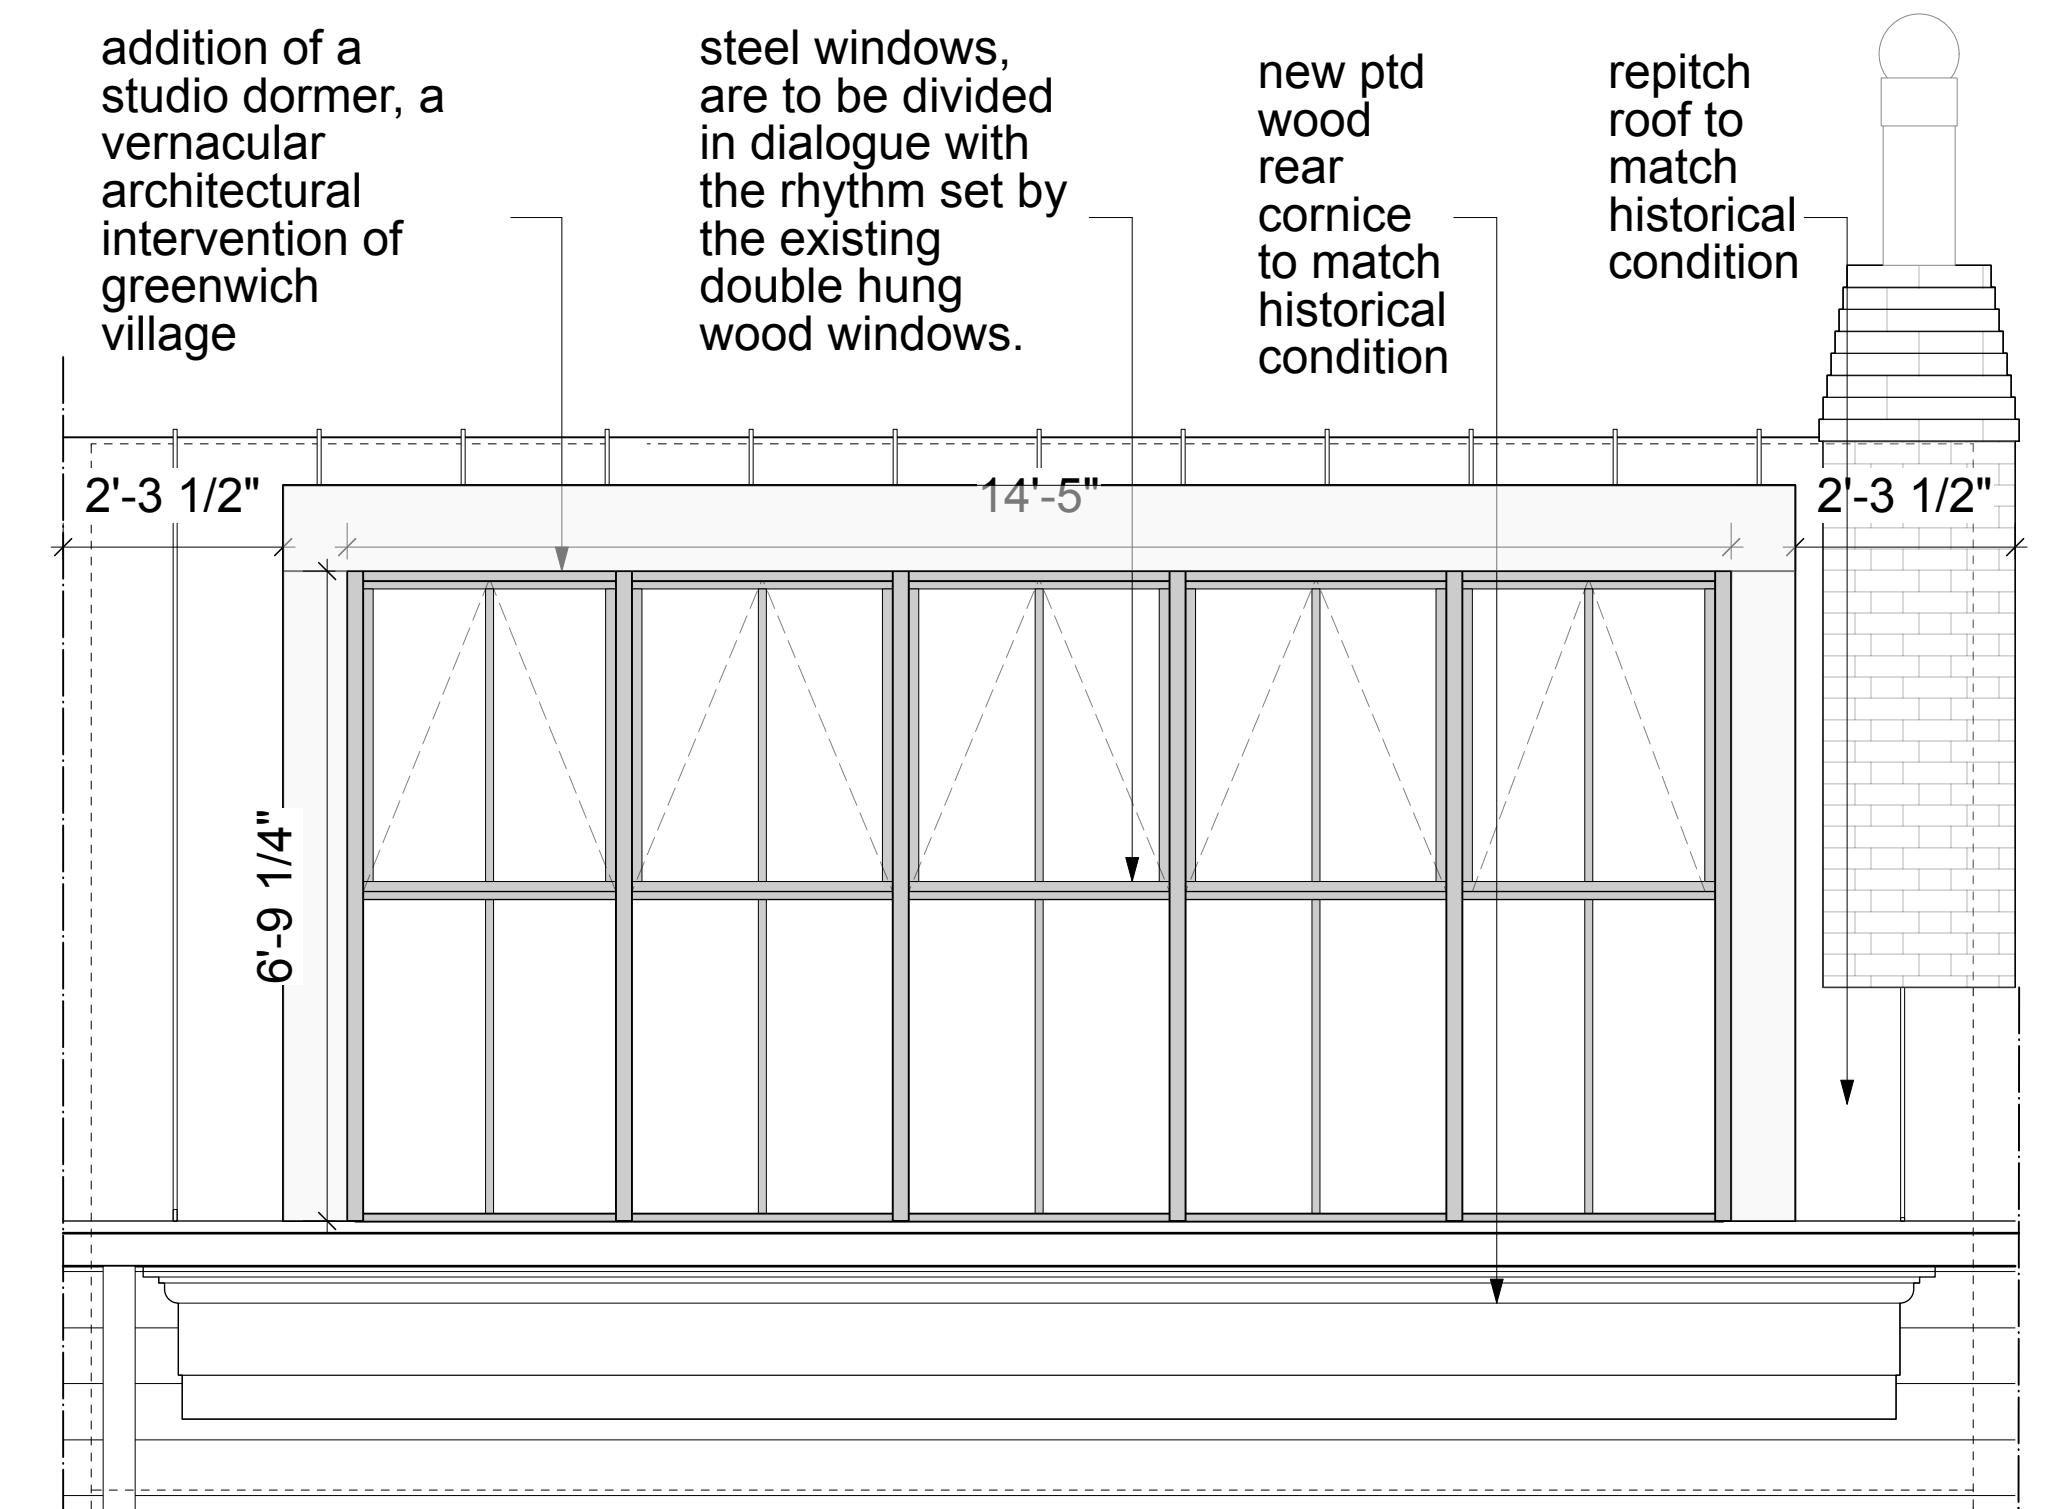 addition of a
studio dormer, a
vernacular
architectural
intervention of
greenwich
village
steel windows,
are to be divided
in dialogue with
the rhythm set by
the existing
double hung
wood windows.
new ptd
wood
rear
cornice
to match
historical
condition
repitch
roof to
match
historical
condition
2'-3 1/2"
14'-5"
2'-3 1/2"
6'-9 1/4"